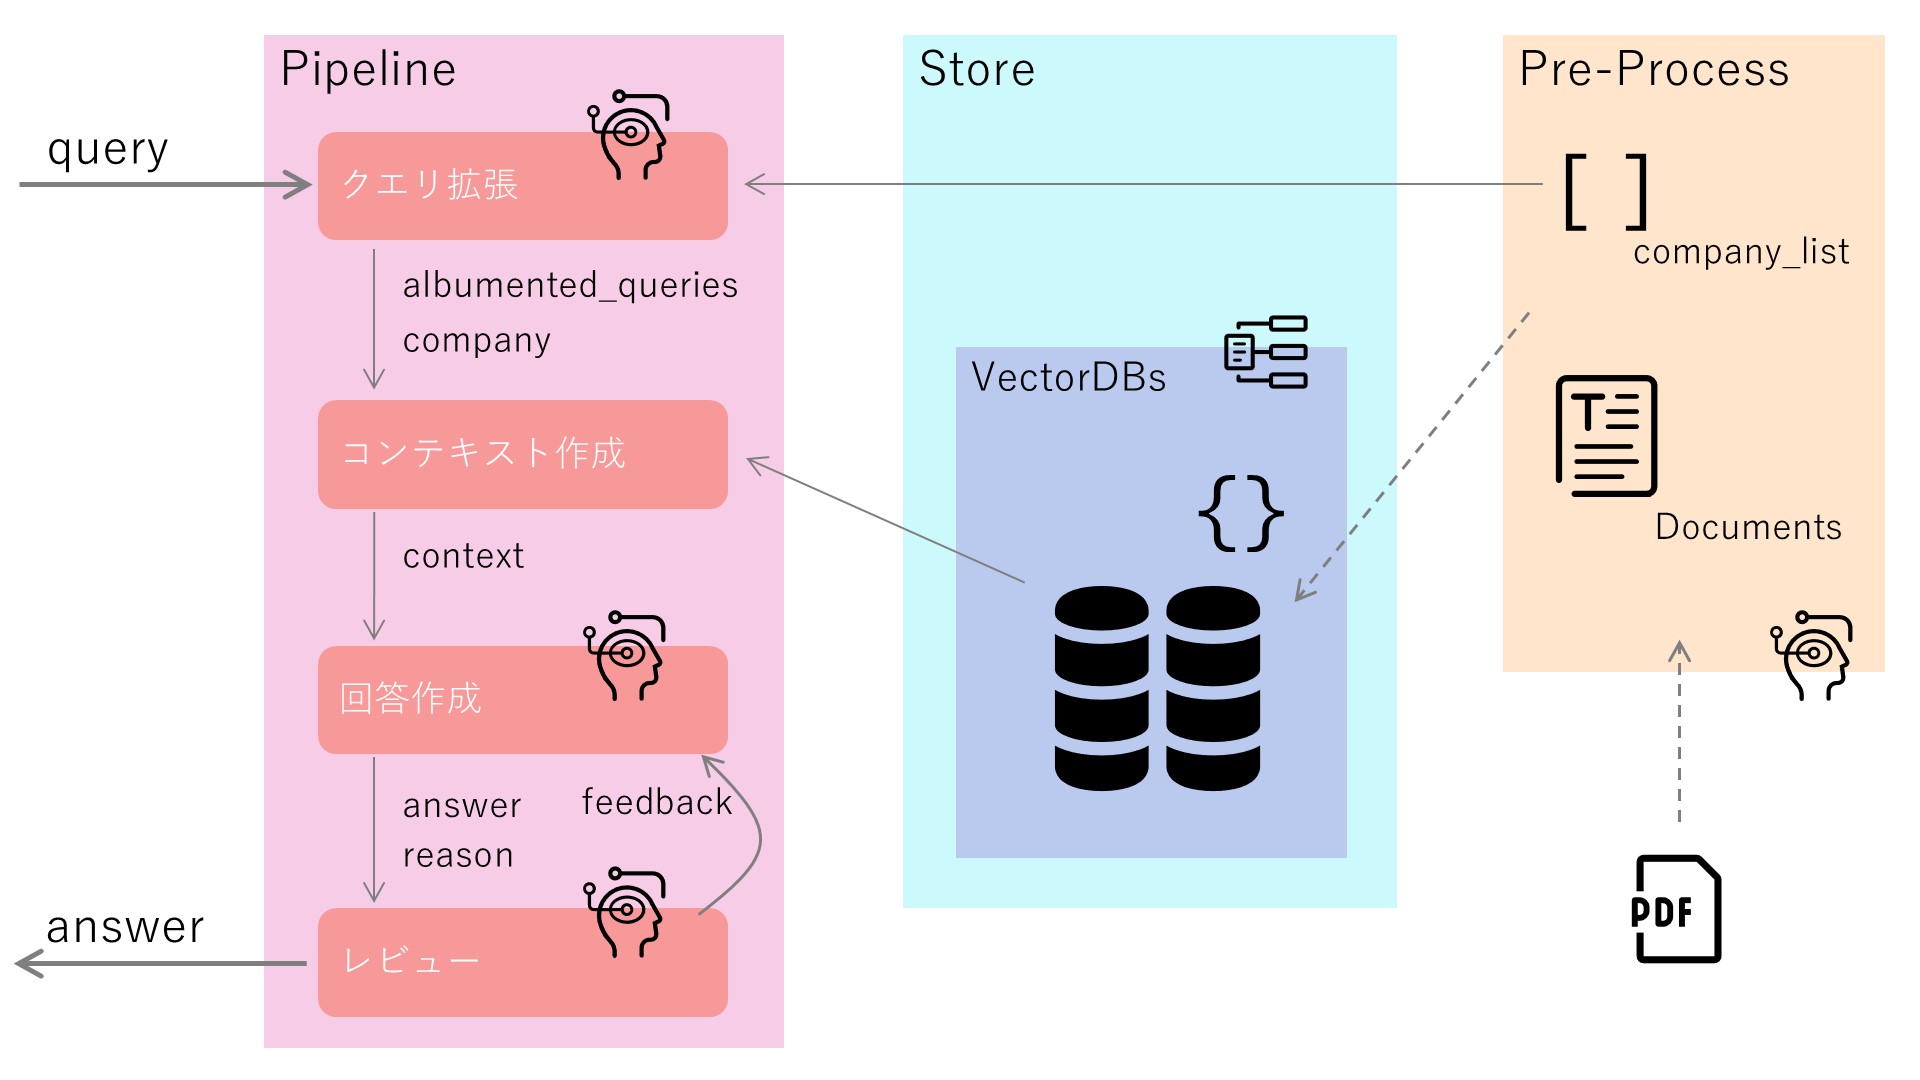 Pipeline
query
クエリ拡張
albumented_queries
company
コンテキスト作成
context
回答作成
answer
reason
feedback
レビュー
answer
Store
VectorDBs
{}
Pre-Process
[ ]
company_list
T
Documents
PDF